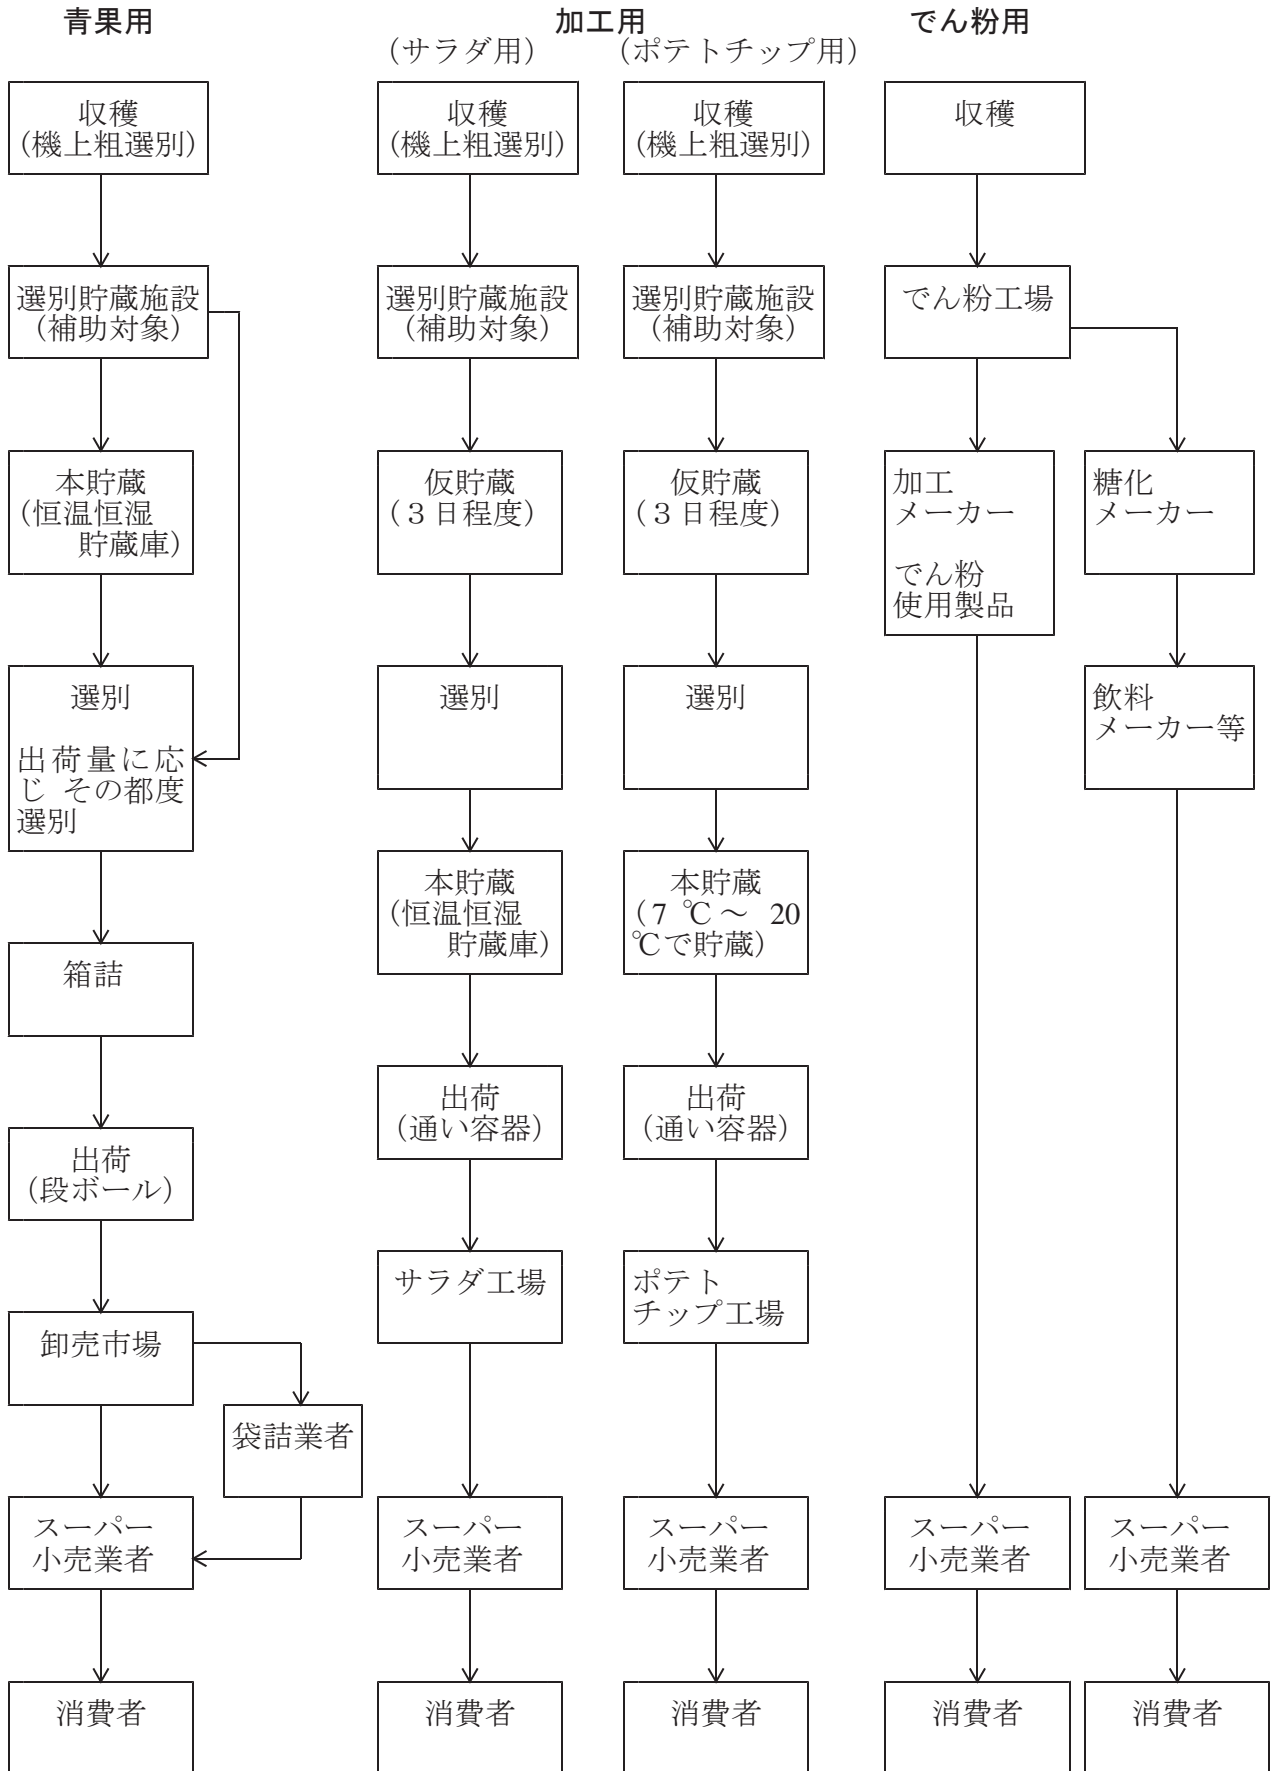 青果用
加工用
でん粉用
（サラダ用）
（ポテトチップ用）
収穫
（機上粗選別）
選別貯蔵施設
（補助対象）
本貯蔵
（恒温恒湿
貯蔵庫）
選別
出荷量に応
じ その都度
選別
箱詰
出荷
（段ボール）
卸売市場
袋詰業者
スーパー
小売業者
消費者
収穫
（機上粗選別）
選別貯蔵施設
（補助対象）
仮貯蔵
（３日程度）
選別
本貯蔵
（恒温恒湿
貯蔵庫）
出荷
（通い容器）
サラダ工場
スーパー
小売業者
消費者
収穫
（機上粗選別）
選別貯蔵施設
（補助対象）
仮貯蔵
（３日程度）
選別
本貯蔵
（7 ℃～ 20
℃で貯蔵）
出荷
（通い容器）
ポテト
チップ工場
スーパー
小売業者
消費者
収穫
でん粉工場
加工
メーカー
でん粉
使用製品
スーパー
小売業者
消費者
糖化
メーカー
飲料
メーカー等
スーパー
小売業者
消費者